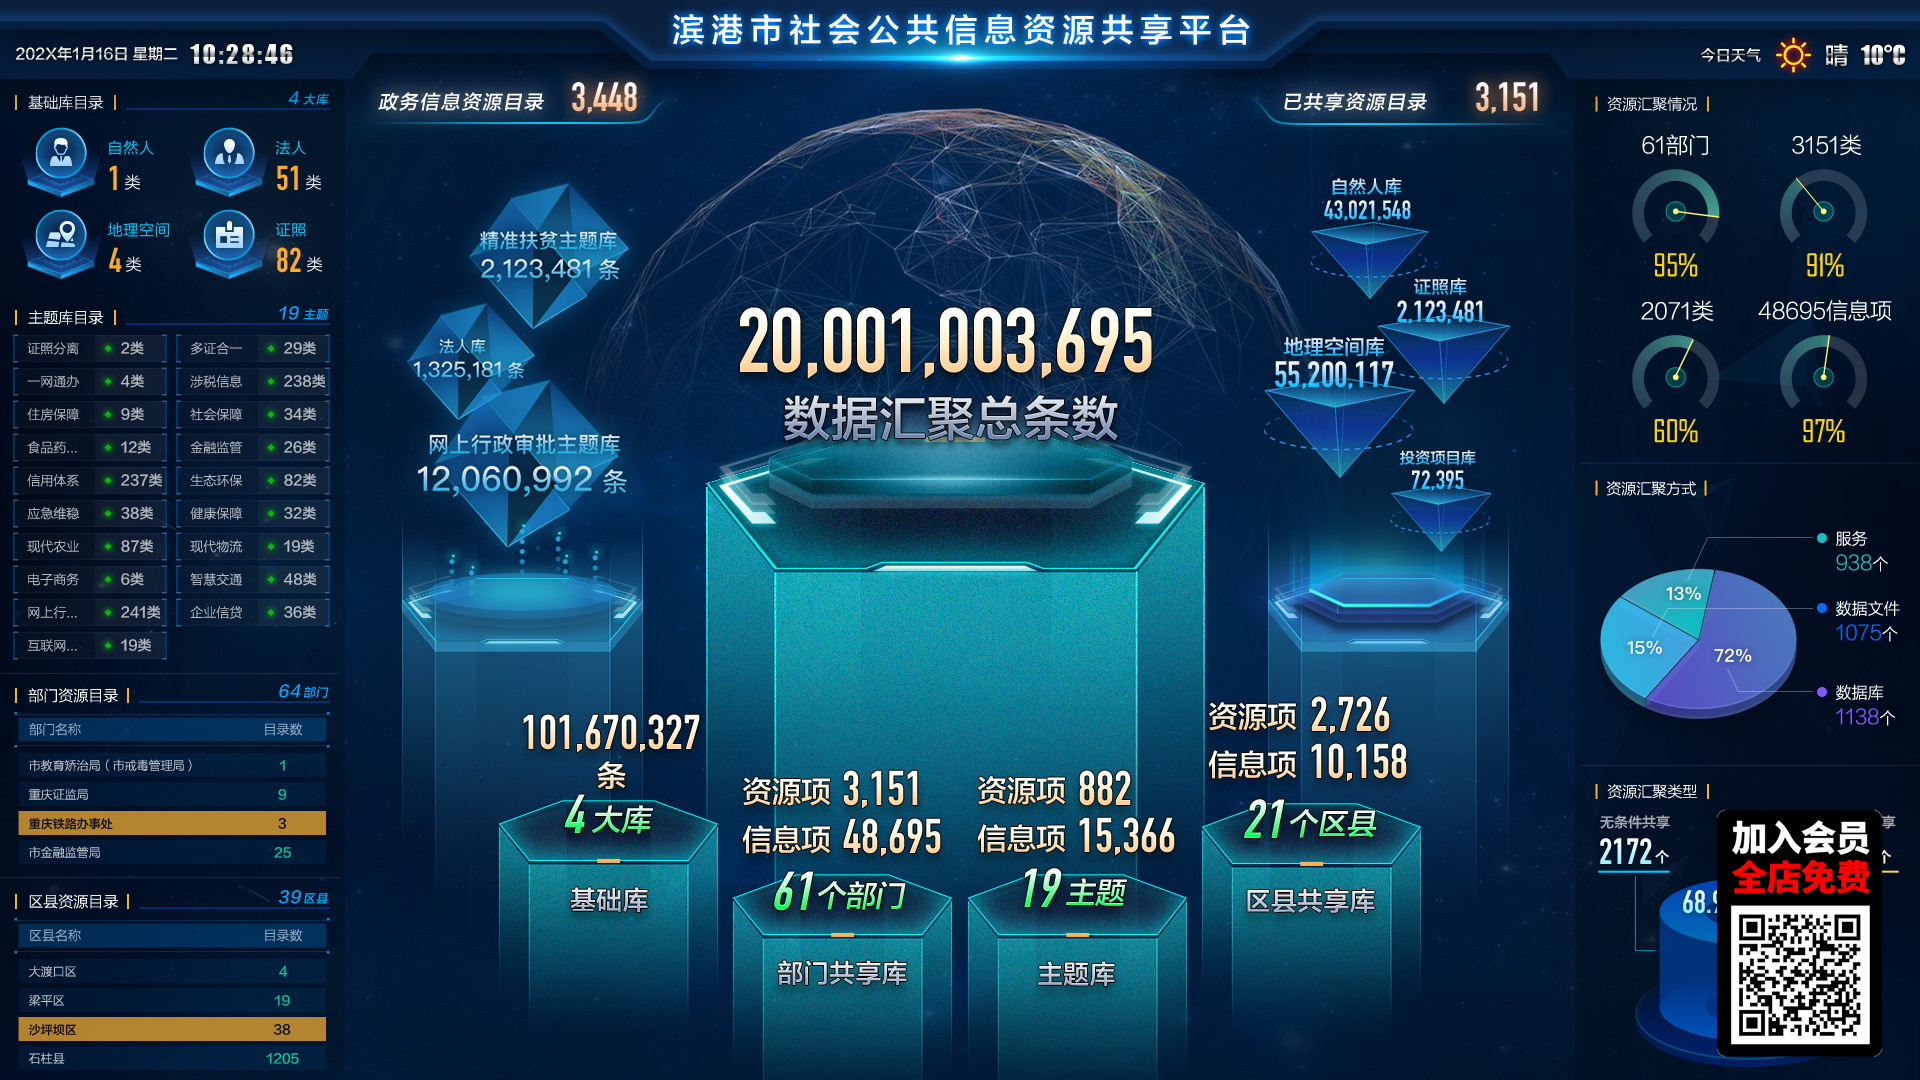 滨港市社会公共信息资源共享平台
202X年1月16日 星期二 10:28:46
今日天气 晴 10°C
基础库目录 4大库
自然人
1类
法人
51类
地理空间
4类
证照
82类
主题库目录 19主题
证照分离 2类 多证合一 29类
一网通办 4类 涉税信息 238类
住房保障 9类 社会保障 34类
食品药... 12类 金融监管 26类
信用体系 237类 生态环保 82类
应急维稳 38类 健康保障 32类
现代农业 87类 现代物流 19类
电子商务 6类 智慧交通 48类
网上行... 241类 企业信贷 36类
互联网... 19类
部门资源目录 64部门
部门名称 目录数
市教育矫治局（市戒毒管理局） 1
重庆证监局 9
重庆铁路办事处 3
市金融监管局 25
区县资源目录 39区县
区县名称 目录数
大渡口区 4
梁平区 19
沙坪坝区 38
石柱县 1205
政务信息资源目录 3,448
已共享资源目录 3,151
精准扶贫主题库
2,123,481 条
法人库
1,325,181 条
网上行政审批主题库
12,060,992 条
20,001,003,695
数据汇聚总条数
自然人库
43,021,548
证照库
2,123,481
地理空间库
55,200,117
投资项目库
72,395
101,670,327
条
4大库
基础库
资源项 3,151
信息项 48,695
61个部门
部门共享库
资源项 882
信息项 15,366
19主题
主题库
资源项 2,726
信息项 10,158
21个区县
区县共享库
资源汇聚情况
61部门
95%
3151类
91%
2071类
60%
48695信息项
97%
资源汇聚方式
服务
938个
数据文件
1075个
数据库
1138个
13%
15%
72%
资源汇聚类型
无条件共享
2172个
享
个
68.9
加入会员
全店免费